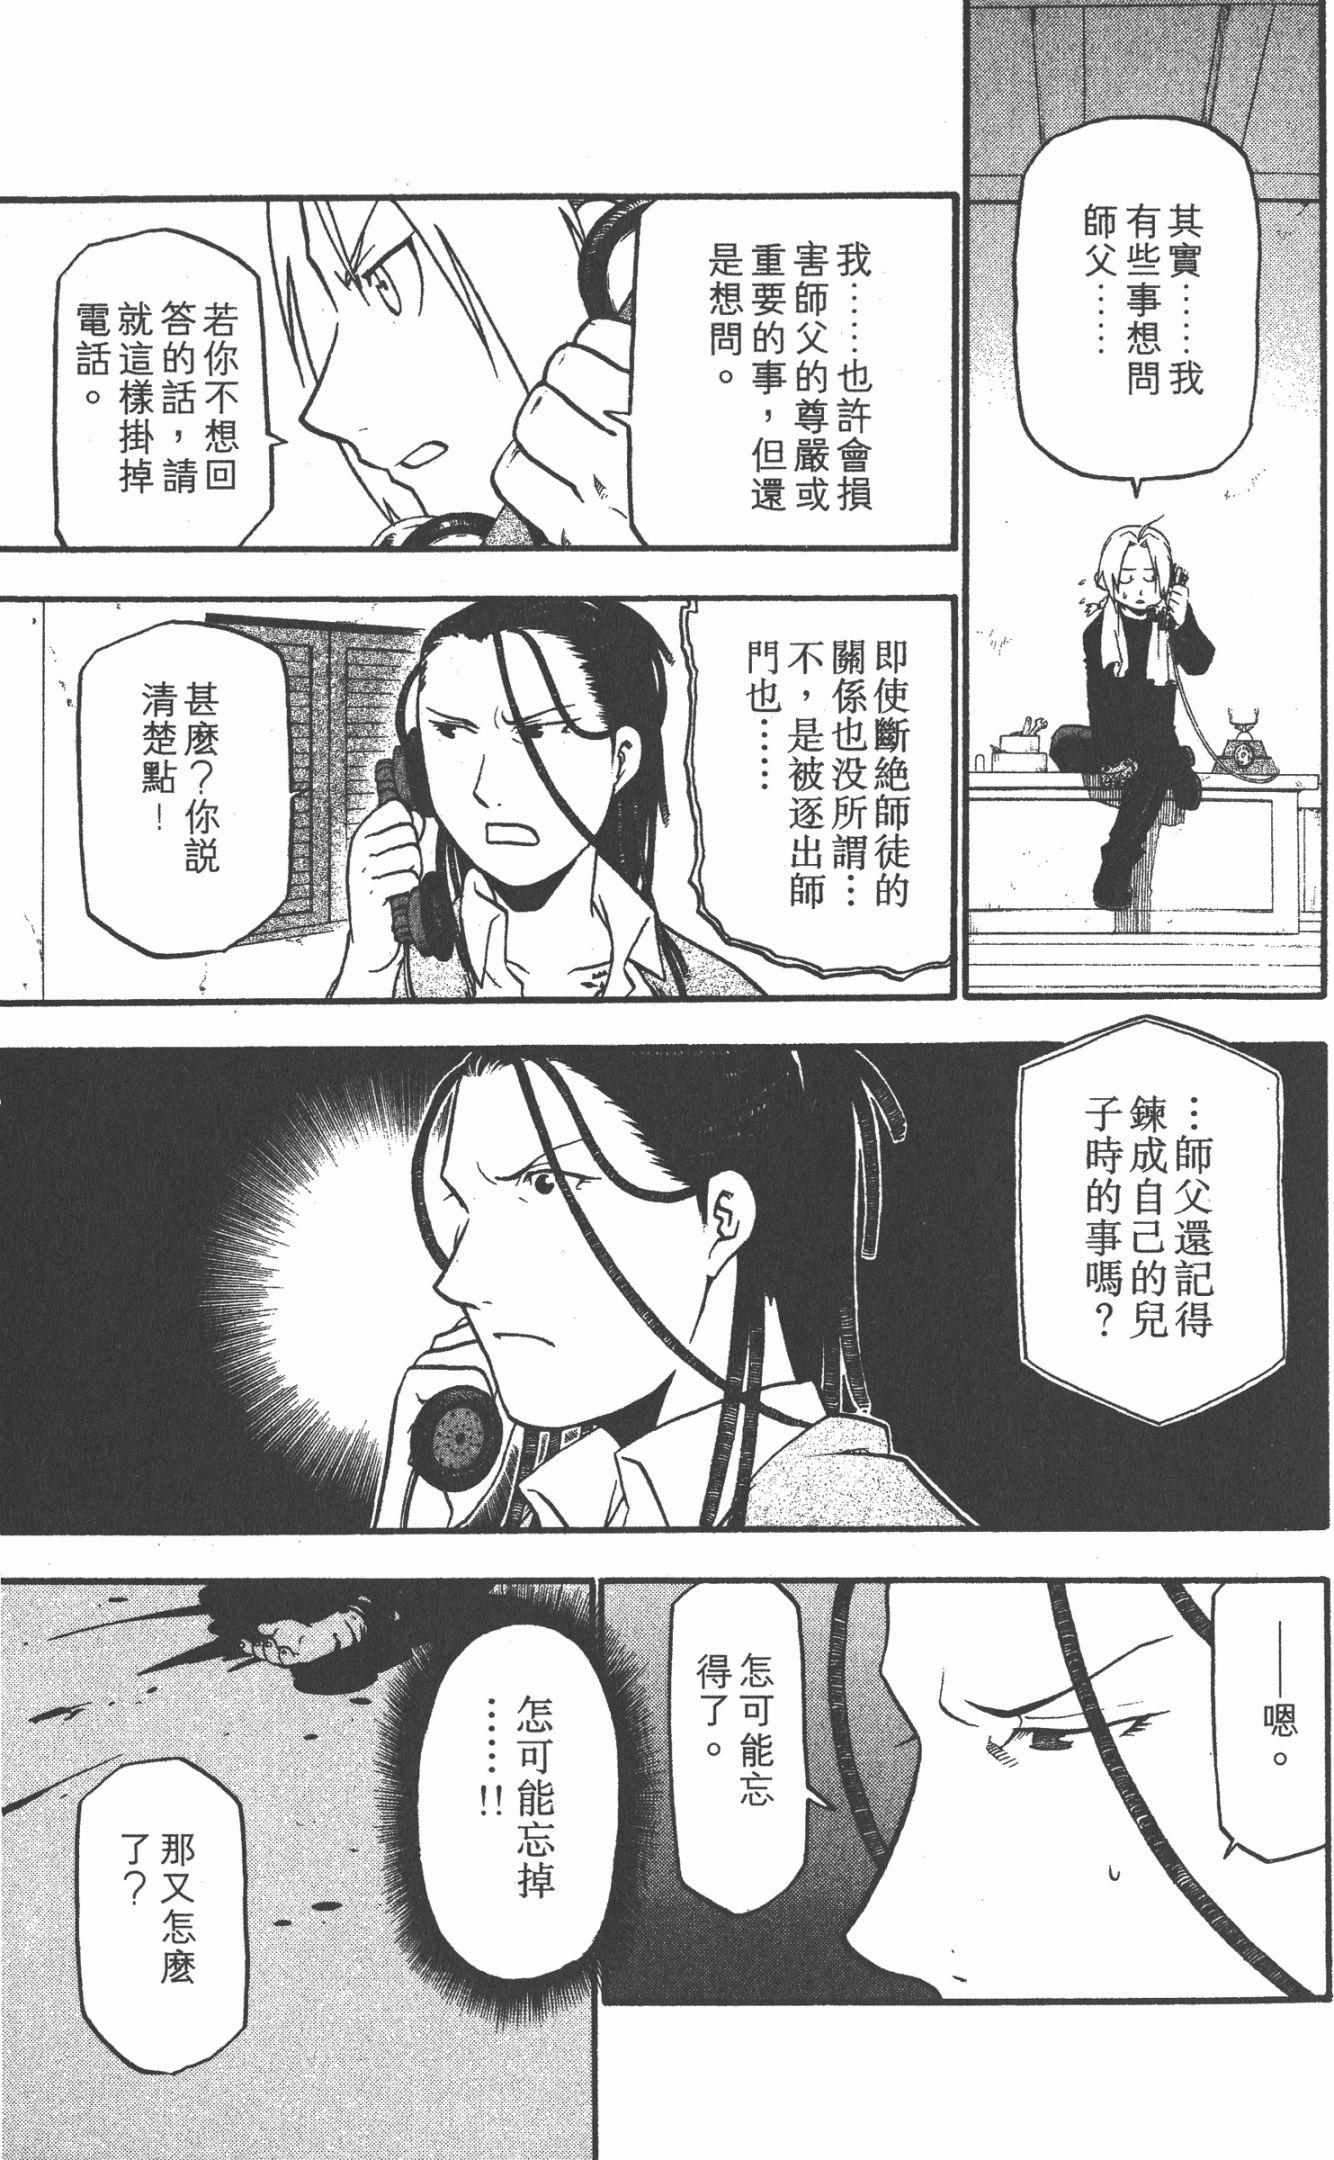 其實……我
有些事想問
師父……
我……也許會損
害師父的尊嚴或
重要的事，但還
是想問。
若你不想回
答的話，請
就這樣掛掉
電話。
即使斷絕師徒的
關係也没所謂…
不，是被逐出師
門也……
甚麽？你説
清楚點！
…師父還記得
鍊成自己的兒
子時的事嗎？
——嗯。
怎可能忘
得了。
怎可能忘掉
……!!
那又怎麽
了？